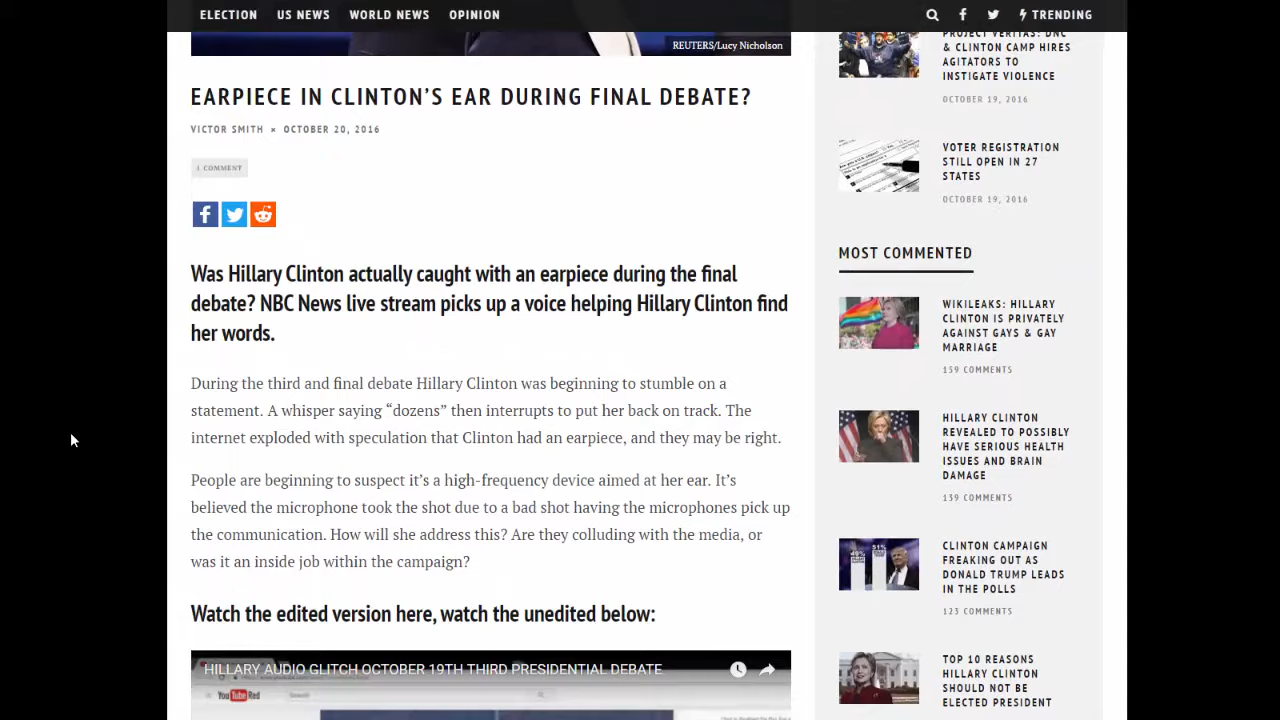 ELECTION US NEWS WORLD NEWS OPINION TRENDING
REUTERS/Lucy Nicholson
EARPIECE IN CLINTON'S EAR DURING FINAL DEBATE?
VICTOR SMITH » OCTOBER 20, 2016
1 COMMENT
Was Hillary Clinton actually caught with an earpiece during the final
debate? NBC News live stream picks up a voice helping Hillary Clinton find
her words.
During the third and final debate Hillary Clinton was beginning to stumble on a
statement. A whisper saying “dozens” then interrupts to put her back on track. The
internet exploded with speculation that Clinton had an earpiece, and they may be right.
People are beginning to suspect it’s a high-frequency device aimed at her ear. It’s
believed the microphone took the shot due to a bad shot having the microphones pick up
the communication. How will she address this? Are they colluding with the media, or
was it an inside job within the campaign?
Watch the edited version here, watch the unedited below:
HILLARY AUDIO GLITCH OCTOBER 19TH THIRD PRESIDENTIAL DEBATE
YouTube Red
PROJECT VERITAS: DNC
& CLINTON CAMP HIRES
AGITATORS TO
INSTIGATE VIOLENCE
OCTOBER 19, 2016
VOTER REGISTRATION
STILL OPEN IN 27
STATES
OCTOBER 19, 2016
MOST COMMENTED
WIKILEAKS: HILLARY
CLINTON IS PRIVATELY
AGAINST GAYS & GAY
MARRIAGE
159 COMMENTS
HILLARY CLINTON
REVEALED TO POSSIBLY
HAVE SERIOUS HEALTH
ISSUES AND BRAIN
DAMAGE
139 COMMENTS
CLINTON CAMPAIGN
FREAKING OUT AS
DONALD TRUMP LEADS
IN THE POLLS
123 COMMENTS
TOP 10 REASONS
HILLARY CLINTON
SHOULD NOT BE
ELECTED PRESIDENT